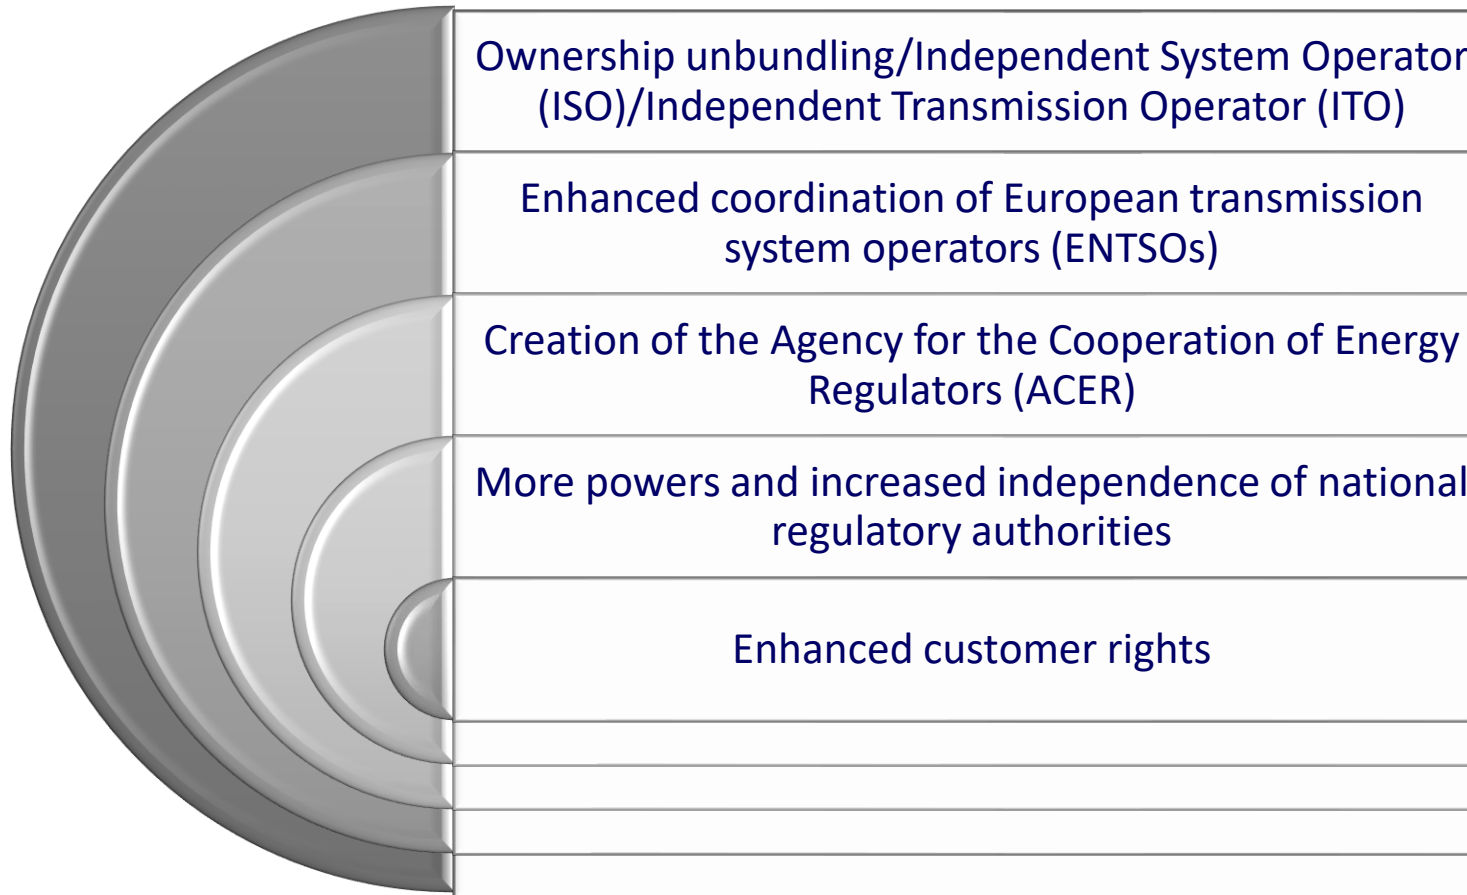 Ownership unbundling/Independent System Operator
(ISO)/Independent Transmission Operator (ITO)
Enhanced coordination of European transmission
system operators (ENTSOs)
Creation of the Agency for the Cooperation of Energy
Regulators (ACER)
More powers and increased independence of national
regulatory authorities
Enhanced customer rights